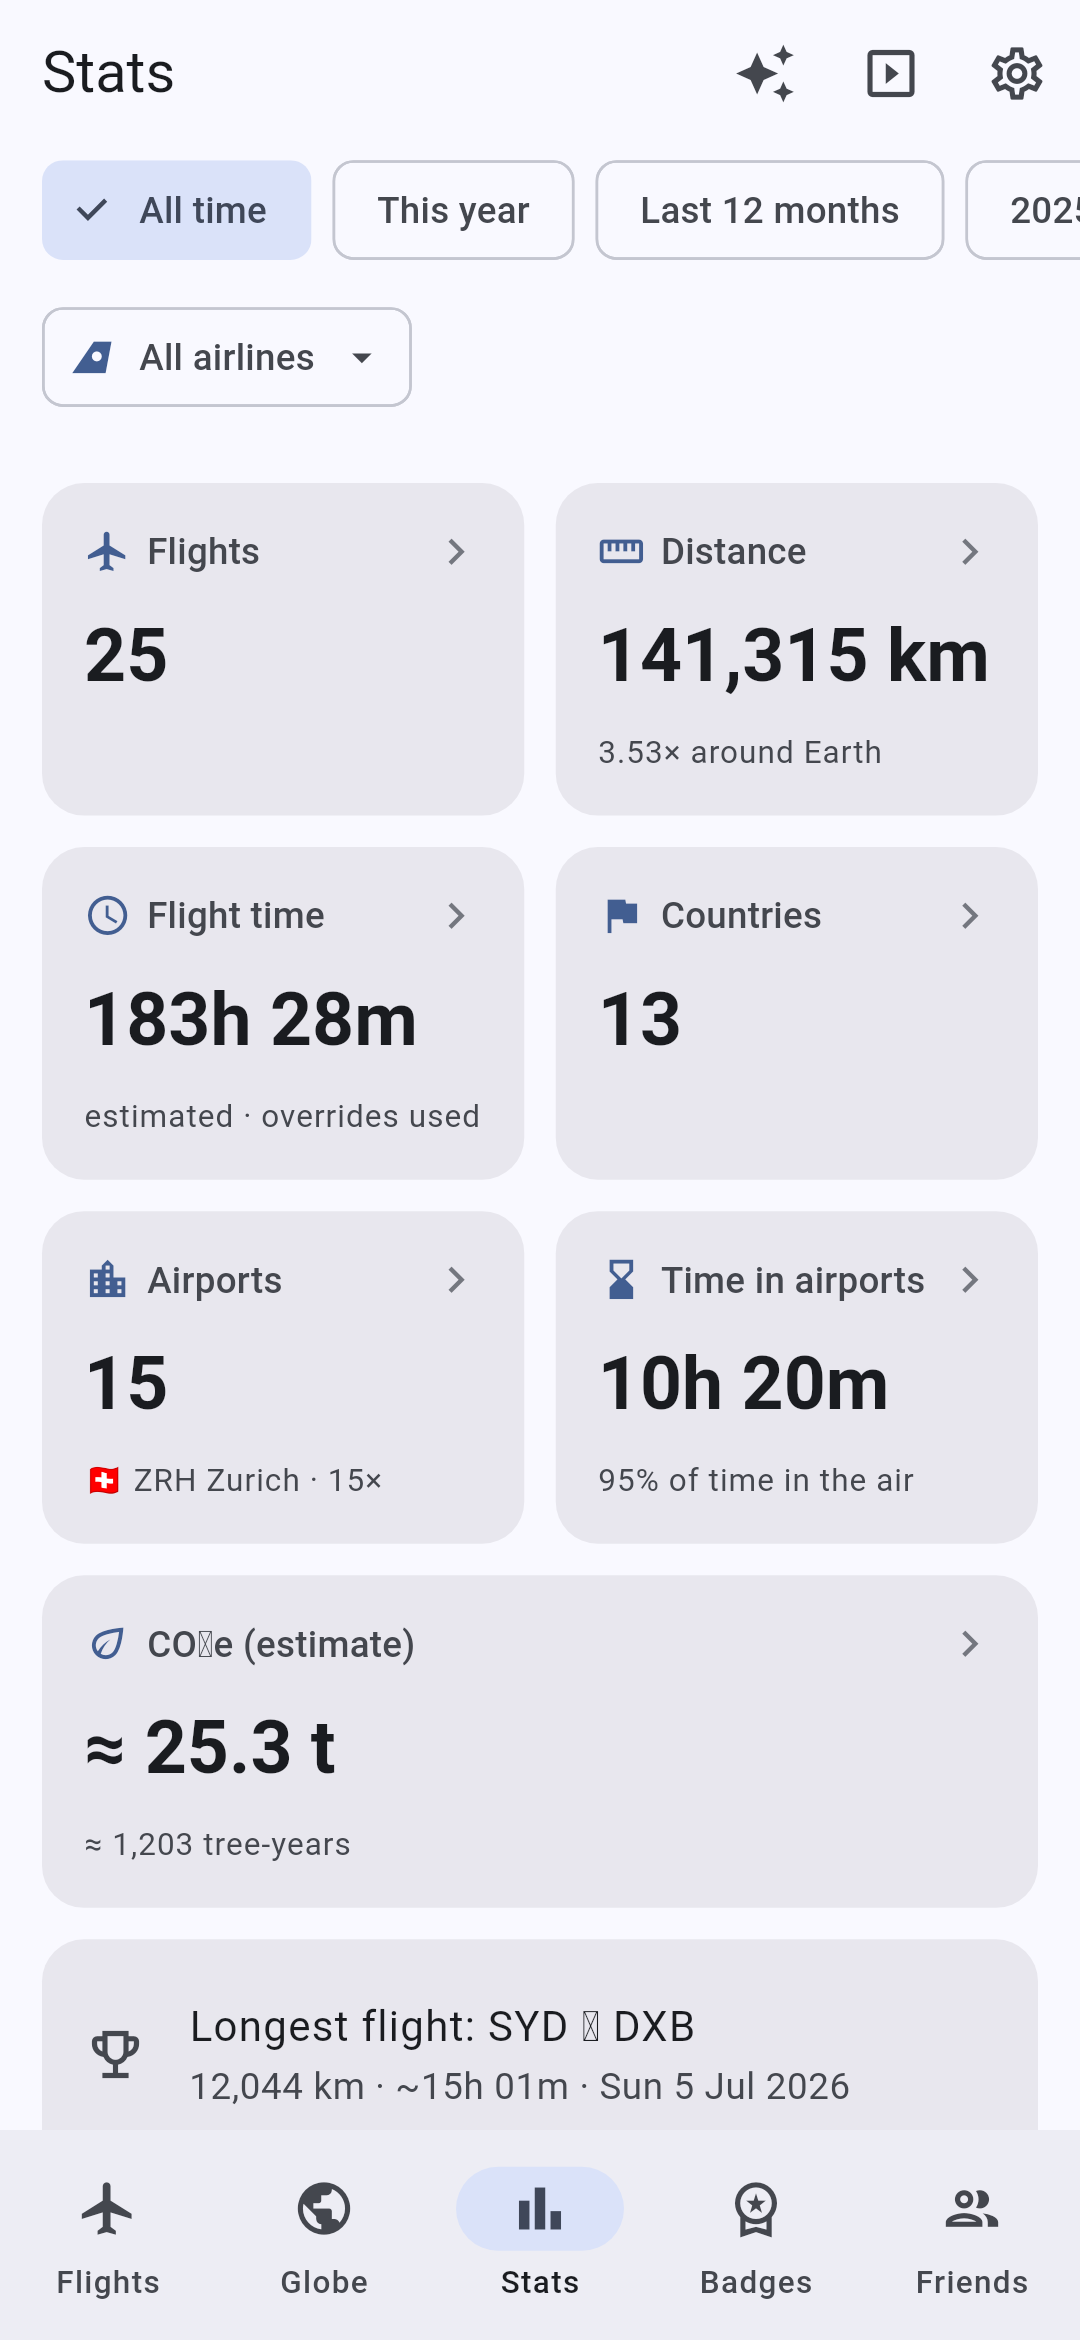 Stats
All time
This year
Last 12 months
2025
All airlines
Flights
25
Distance
141,315 km
3.53× around Earth
Flight time
183h 28m
estimated · overrides used
Countries
13
Airports
15
🇨🇭 ZRH Zurich · 15×
Time in airports
10h 20m
95% of time in the air
CO▯e (estimate)
≈ 25.3 t
≈ 1,203 tree-years
Longest flight: SYD ▯ DXB
12,044 km · ~15h 01m · Sun 5 Jul 2026
Flights
Globe
Stats
Badges
Friends